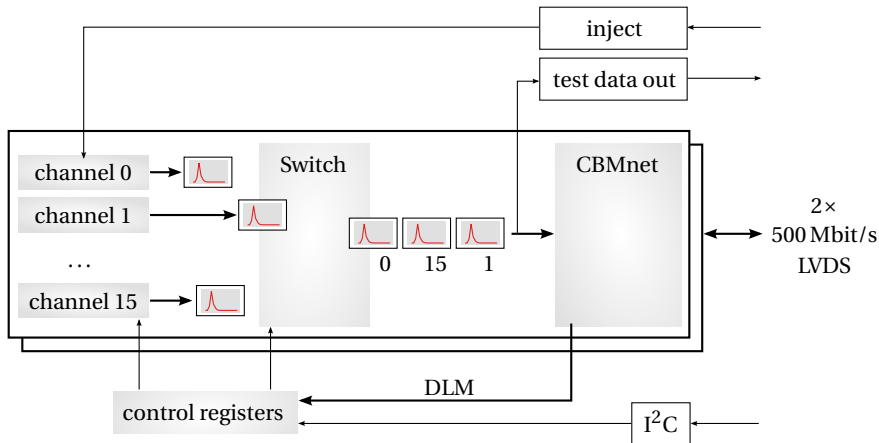 inject
test data out
channel 0
Switch
CBMnet
channel 1
0 15 1
2×
500 Mbit/s
LVDS
...
channel 15
DLM
control registers
I²C